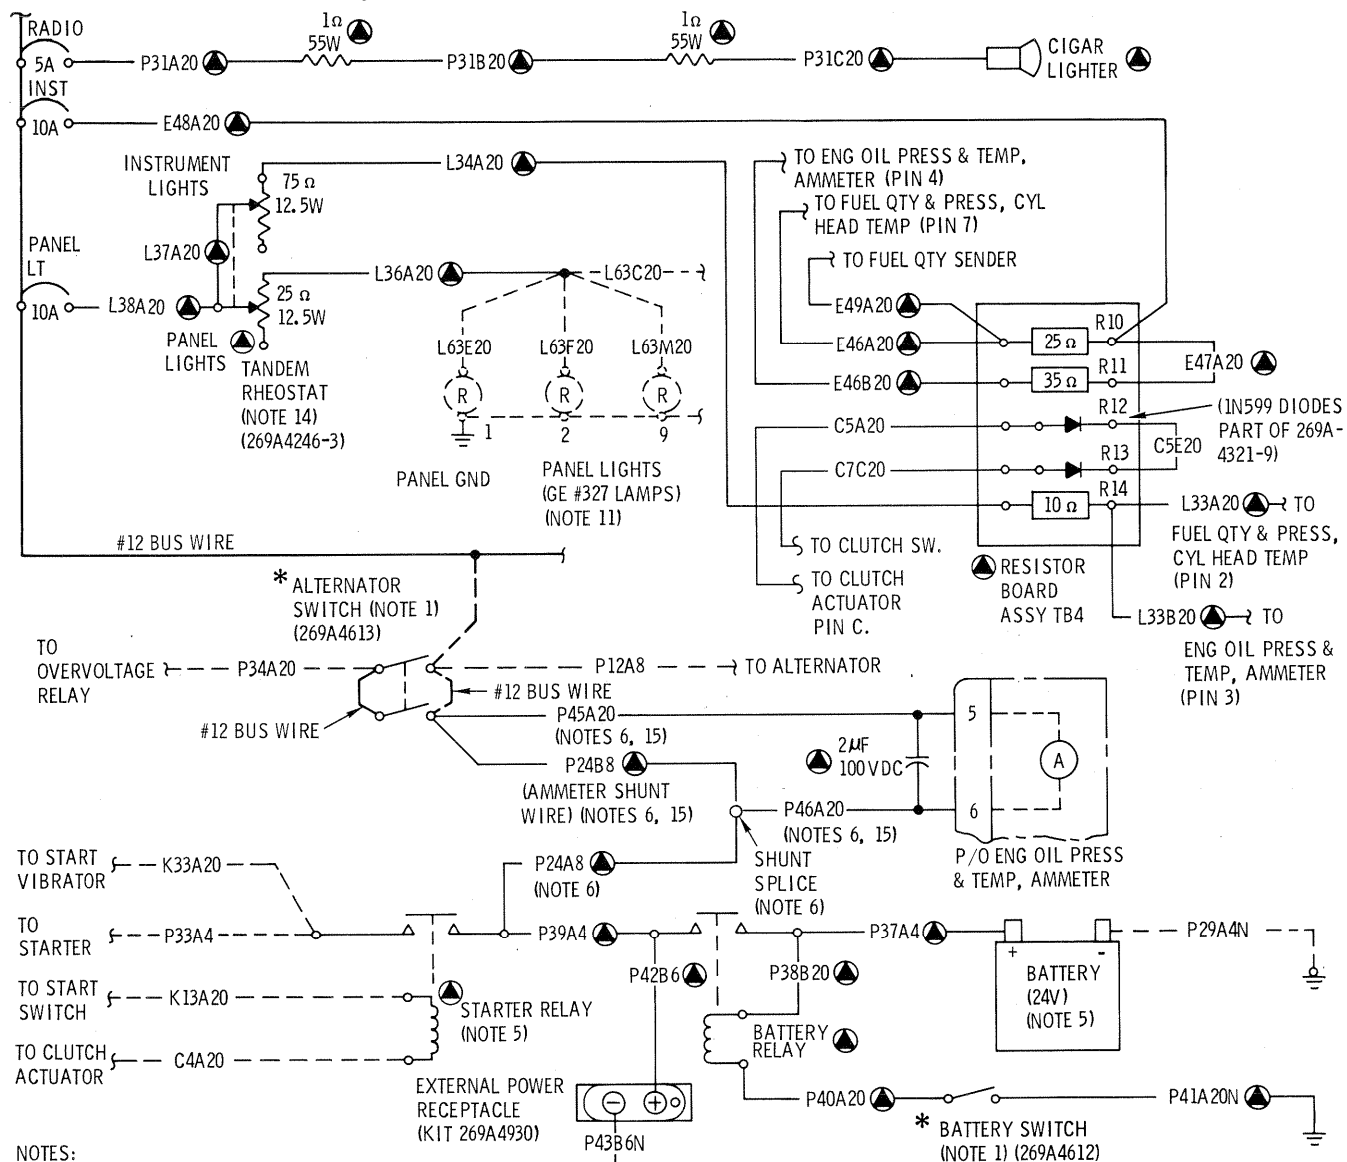 RADIO
5A
P31A20
1Ω
55W
P31B20
1Ω
55W
P31C20
CIGAR
LIGHTER
INST
10A
E48A20
INSTRUMENT
LIGHTS
75 Ω
12.5W
L34A20
L37A20
PANEL
LT
10A
L38A20
PANEL
LIGHTS
25 Ω
12.5W
TANDEM
RHEOSTAT
(NOTE 14)
(269A4246-3)
L36A20
L63C20
L63E20
L63F20
L63M20
R
R
R
1
2
9
PANEL GND
PANEL LIGHTS
(GE #327 LAMPS)
(NOTE 11)
TO ENG OIL PRESS & TEMP,
AMMETER (PIN 4)
TO FUEL QTY & PRESS, CYL
HEAD TEMP (PIN 7)
TO FUEL QTY SENDER
E49A20
E46A20
E46B20
C5A20
C7C20
25 Ω
R10
35 Ω
R11
R12
R13
10 Ω
R14
E47A20
C5E20
(1N599 DIODES
PART OF 269A-
4321-9)
L33A20
TO
FUEL QTY & PRESS,
CYL HEAD TEMP
(PIN 2)
L33B20
TO
ENG OIL PRESS &
TEMP, AMMETER
(PIN 3)
TO CLUTCH SW.
TO CLUTCH
ACTUATOR
PIN C.
RESISTOR
BOARD
ASSY TB4
#12 BUS WIRE
* ALTERNATOR
SWITCH (NOTE 1)
(269A4613)
TO
OVERVOLTAGE
RELAY
P34A20
P12A8
TO ALTERNATOR
#12 BUS WIRE
#12 BUS WIRE
P45A20
(NOTES 6, 15)
P24B8
(AMMETER SHUNT
WIRE) (NOTES 6, 15)
2μF
100VDC
5
6
A
P46A20
(NOTES 6, 15)
P/O ENG OIL PRESS
& TEMP, AMMETER
TO START
VIBRATOR
K33A20
P24A8
(NOTE 6)
SHUNT
SPLICE
(NOTE 6)
TO
STARTER
P33A4
P39A4
P37A4
P29A4N
P42B6
P38B20
+
-
BATTERY
(24V)
(NOTE 5)
TO START
SWITCH
K13A20
STARTER RELAY
(NOTE 5)
BATTERY
RELAY
TO CLUTCH
ACTUATOR
C4A20
EXTERNAL POWER
RECEPTACLE
(KIT 269A4930)
−
+
P43B6N
P40A20
P41A20N
* BATTERY SWITCH
(NOTE 1) (269A4612)
NOTES: